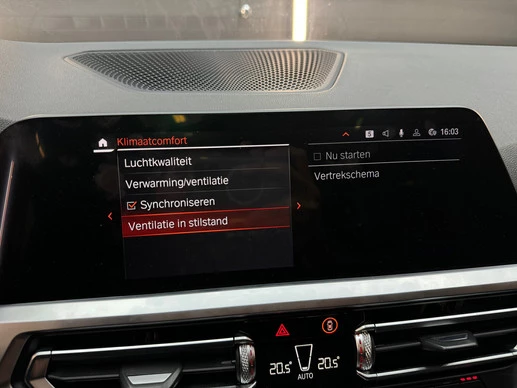 Klimaatcomfort
S
16:03
Luchtkwaliteit
Nu starten
Verwarming/ventilatie
Vertrekschema
Synchroniseren
Ventilatie in stilstand
20.5°
AUTO
20.5°